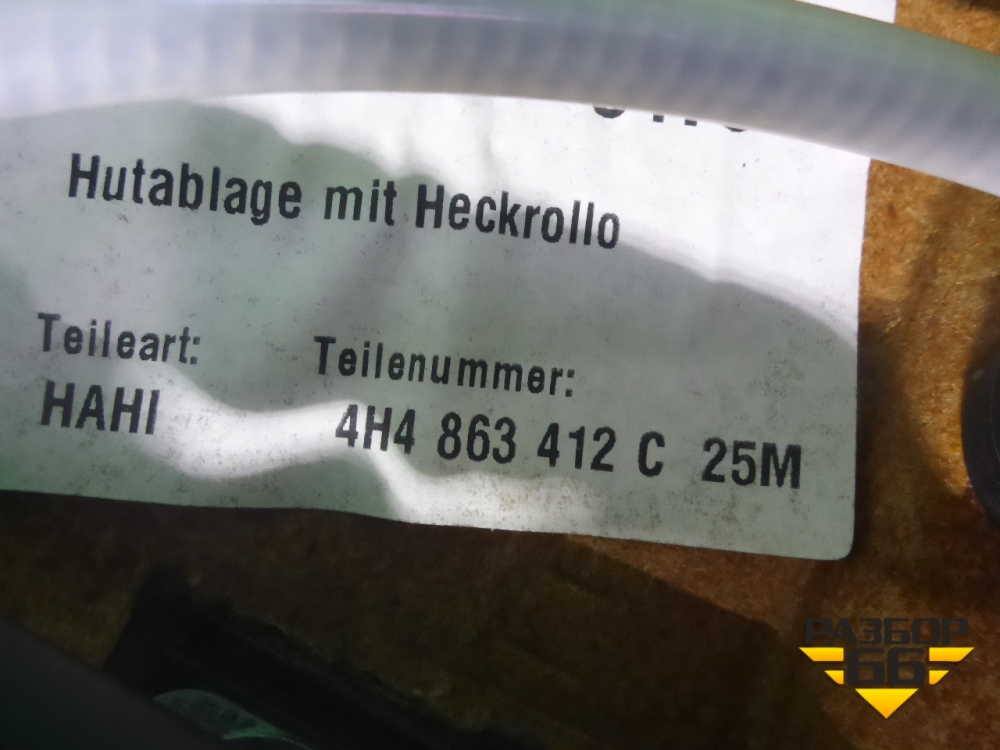 Hutablage mit Heckrollo
Teileart: Teilenummer:
HAHI 4H4 863 412 C 25M
РАЗБОР
66